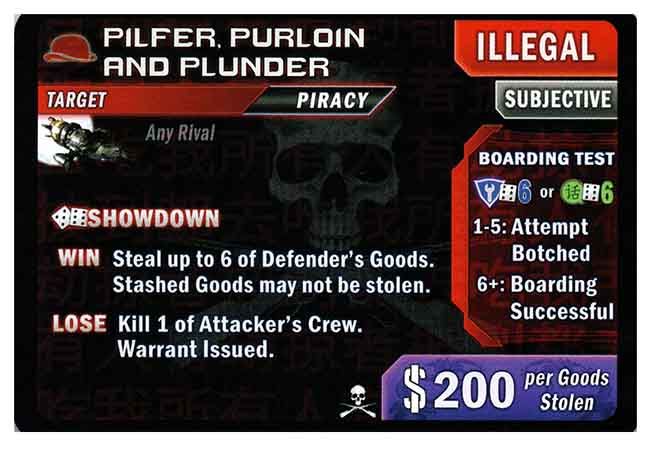 PILFER, PURLOIN
AND PLUNDER
ILLEGAL
TARGET
PIRACY
SUBJECTIVE
Any Rival
BOARDING TEST
6 or 話 6
1-5: Attempt
Botched
6+: Boarding
Successful
SHOWDOWN
WIN Steal up to 6 of Defender's Goods.
Stashed Goods may not be stolen.
LOSE Kill 1 of Attacker's Crew.
Warrant Issued.
$200 per Goods
Stolen